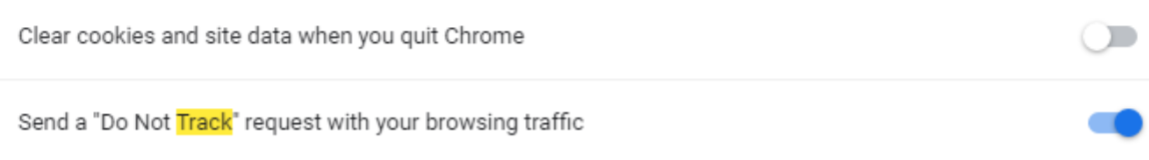 Clear cookies and site data when you quit Chrome
Send a "Do Not Track" request with your browsing traffic